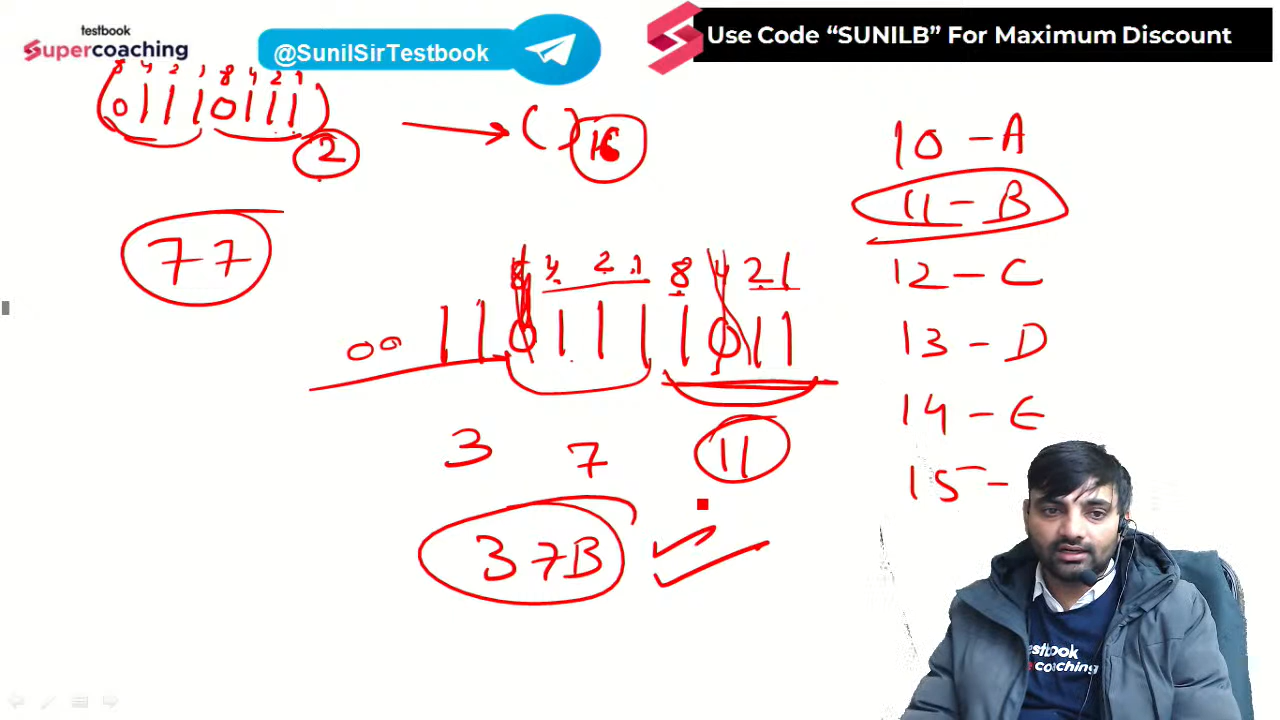 testbook
Supercoaching
@SunilSirTestbook
Use Code “SUNILB” For Maximum Discount
8 4 2 1 8 4 2 1
(01110111)2 → ( )16
77
10 - A
11 - B
12 - C
13 - D
14 - E
15 -
8 4 2 1 8 4 2 1
00 11 0111 1011
3 7 11
37B
testbook
coaching